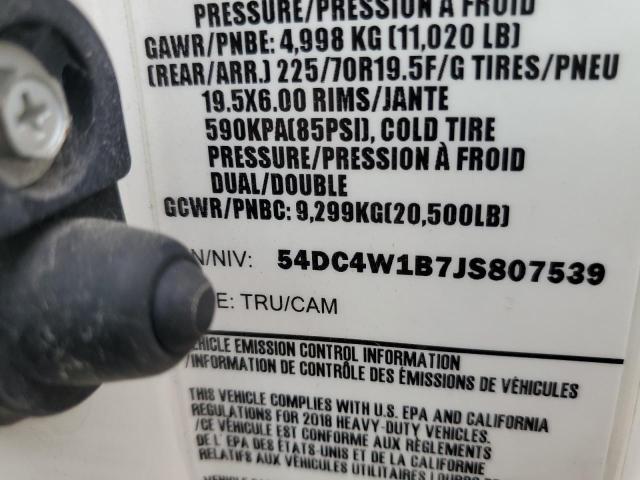 PRESSURE/PRESSION À FROID
GAWR/PNBE: 4,998 KG (11,020 LB)
(REAR/ARR.) 225/70R19.5F/G TIRES/PNEU
19.5X6.00 RIMS/JANTE
590KPA(85PSI), COLD TIRE
PRESSURE/PRESSION À FROID
DUAL/DOUBLE
GCWR/PNBC: 9,299KG(20,500LB)
N/NIV: 54DC4W1B7JS807539
E: TRU/CAM
VEHICLE EMISSION CONTROL INFORMATION
/INFORMATION DE CONTRÔLE DES ÉMISSIONS DE VÉHICULES
THIS VEHICLE COMPLIES WITH U.S. EPA AND CALIFORNIA
REGULATIONS FOR 2018 HEAVY-DUTY VEHICLES.
/CE VÉHICULE EST CONFORME AUX RÈGLEMENTS
DE L' EPA DES ÉTATS-UNIS ET DE LA CALIFORNIE
RELATIFS AUX VÉHICULES UTILITAIRES LOURDS